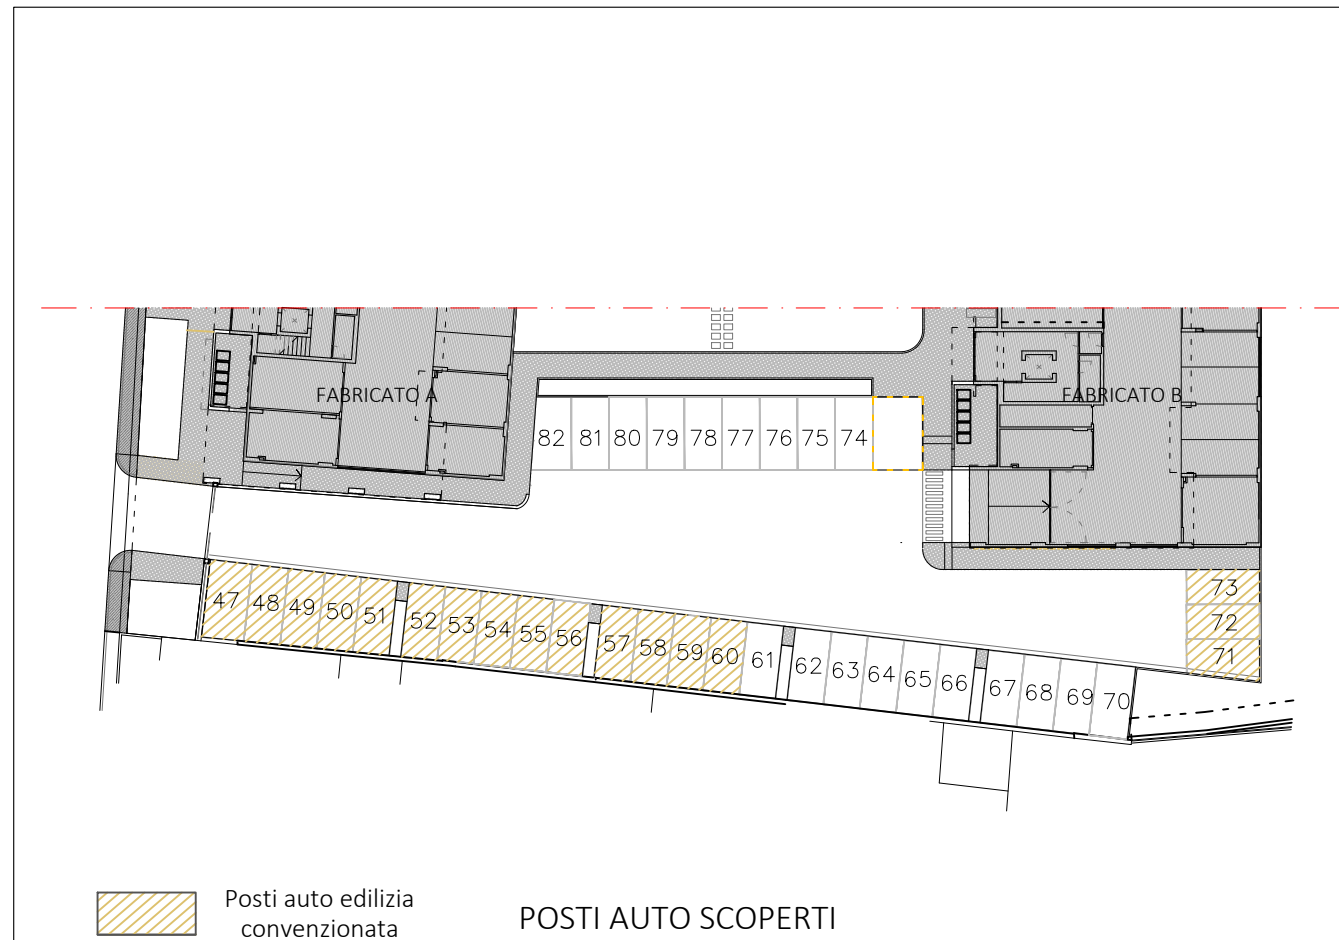 FABRICATO A
FABRICATO B
82 81 80 79 78 77 76 75 74
47 48 49 50 51 52 53 54 55 56 57 58 59 60 61 62 63 64 65 66 67 68 69 70
73
72
71
Posti auto edilizia
convenzionata
POSTI AUTO SCOPERTI